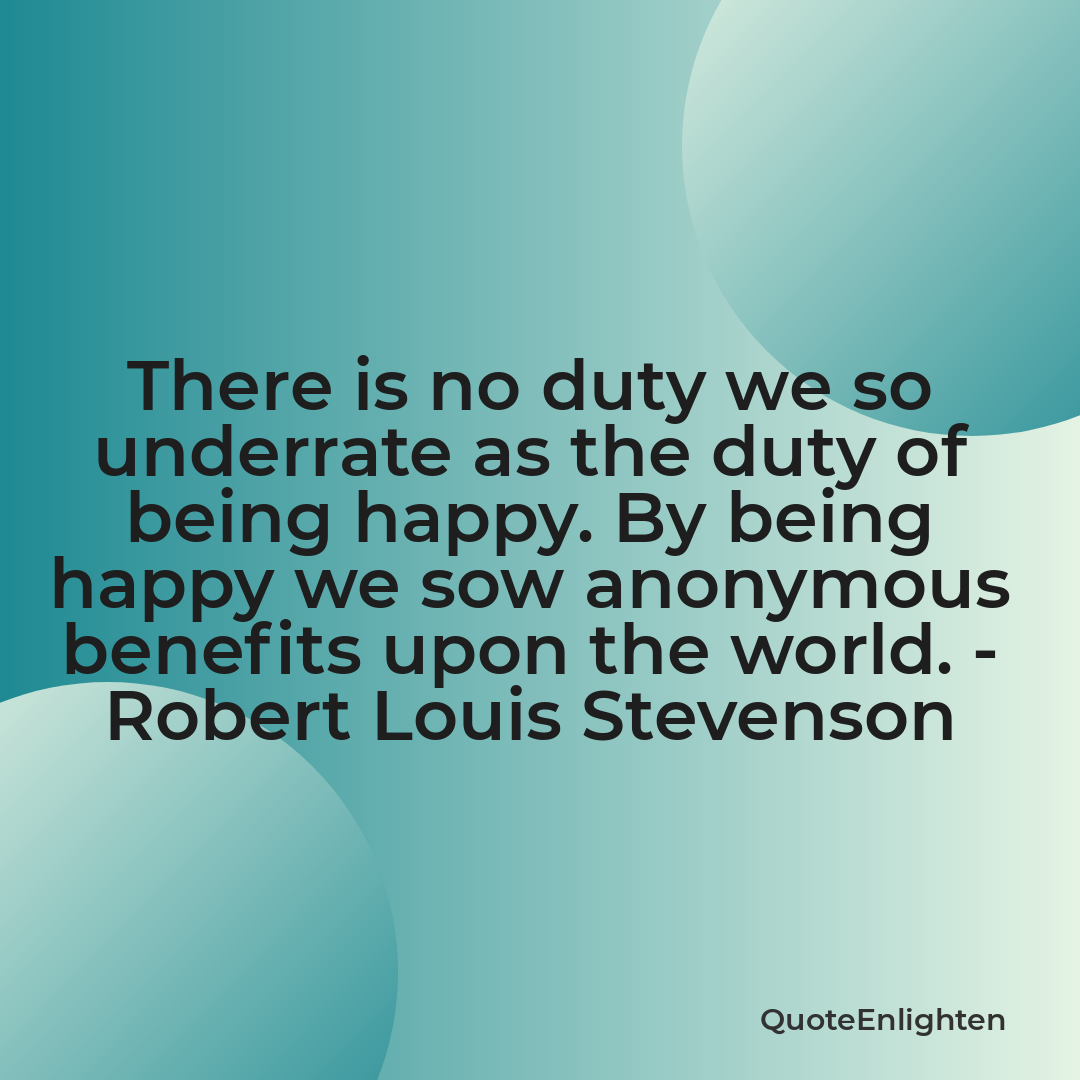 There is no duty we so
underrate as the duty of
being happy. By being
happy we sow anonymous
benefits upon the world. -
Robert Louis Stevenson
QuoteEnlighten